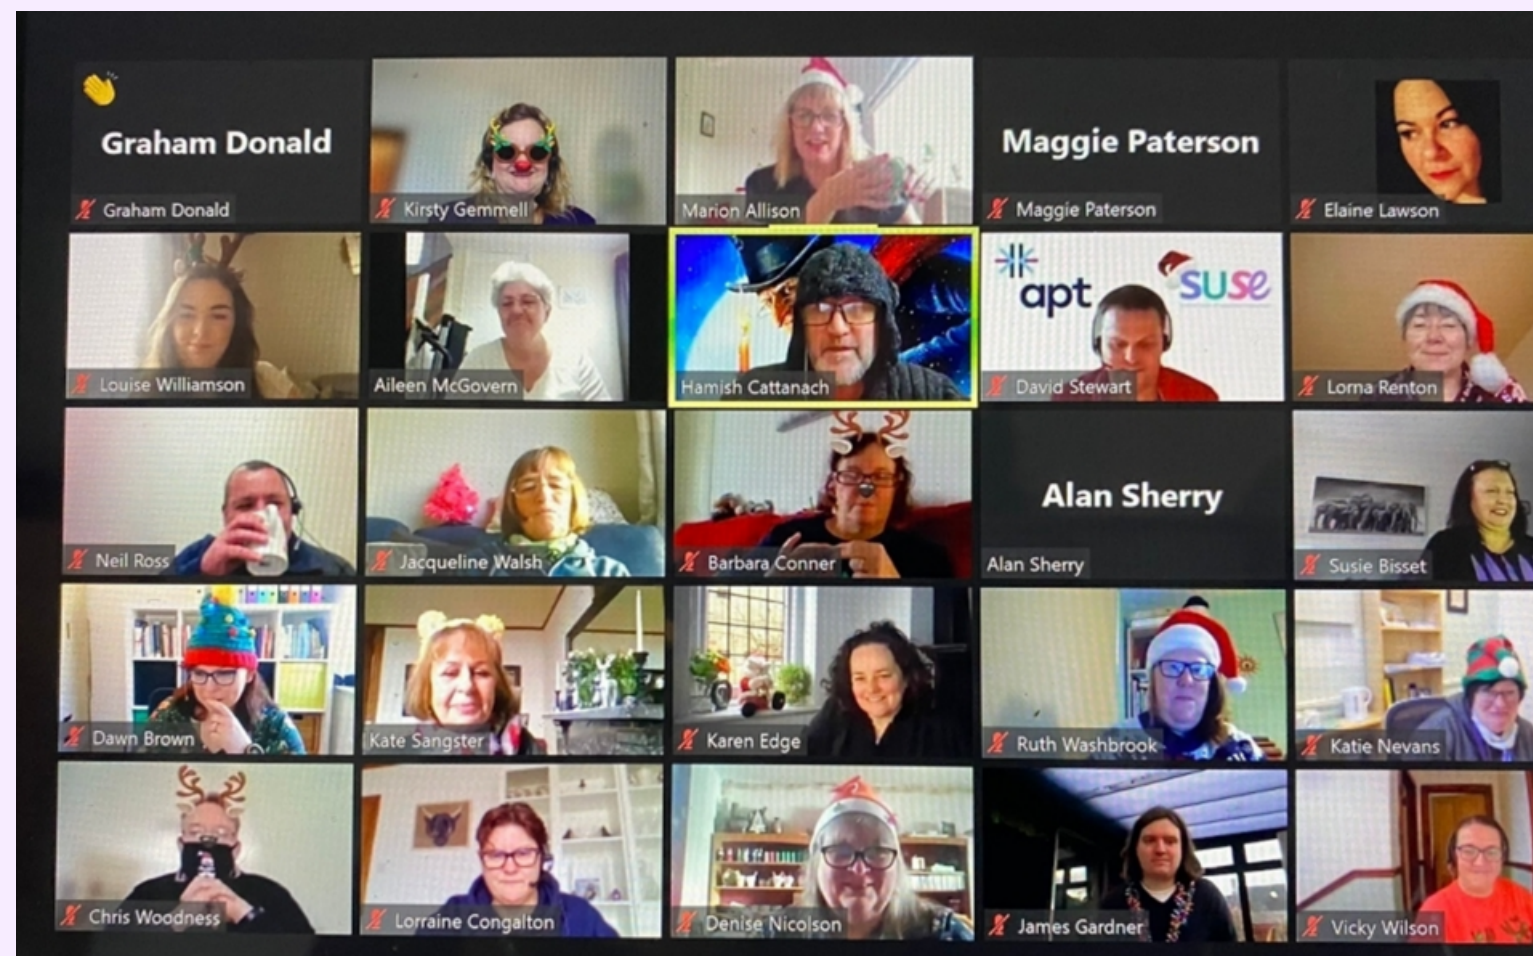 Graham Donald
Graham Donald
Kirsty Gemmell
Marion Allison
Maggie Paterson
Maggie Paterson
Elaine Lawson
Louise Williamson
Aileen McGovern
Hamish Cattanach
apt
suse
David Stewart
Lorna Renton
Neil Ross
Jacqueline Walsh
Barbara Conner
Alan Sherry
Alan Sherry
Susie Bisset
Dawn Brown
Kate Sangster
Karen Edge
Ruth Washbrook
Katie Nevans
Chris Woodness
Lorraine Congalton
Denise Nicolson
James Gardner
Vicky Wilson